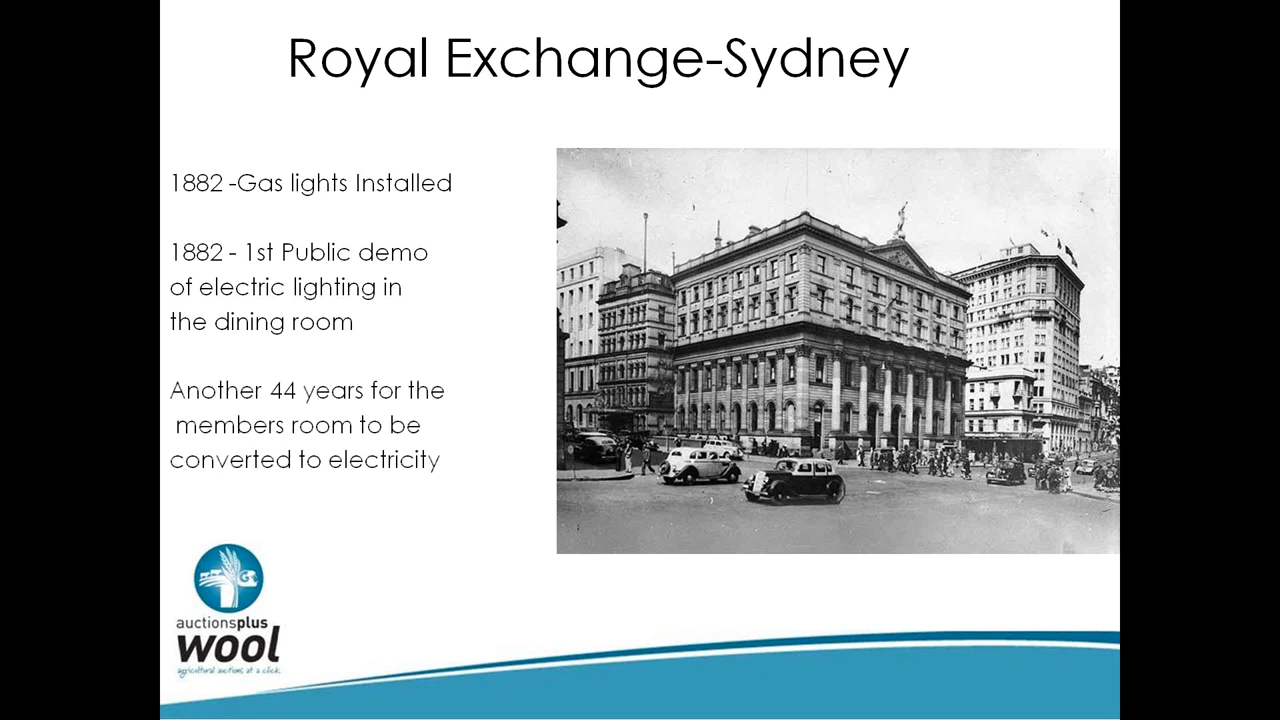 Royal Exchange-Sydney
1882 -Gas lights Installed
1882 - 1st Public demo
of electric lighting in
the dining room
Another 44 years for the
members room to be
converted to electricity
auctionsplus
wool
agricultural auctions at a click.